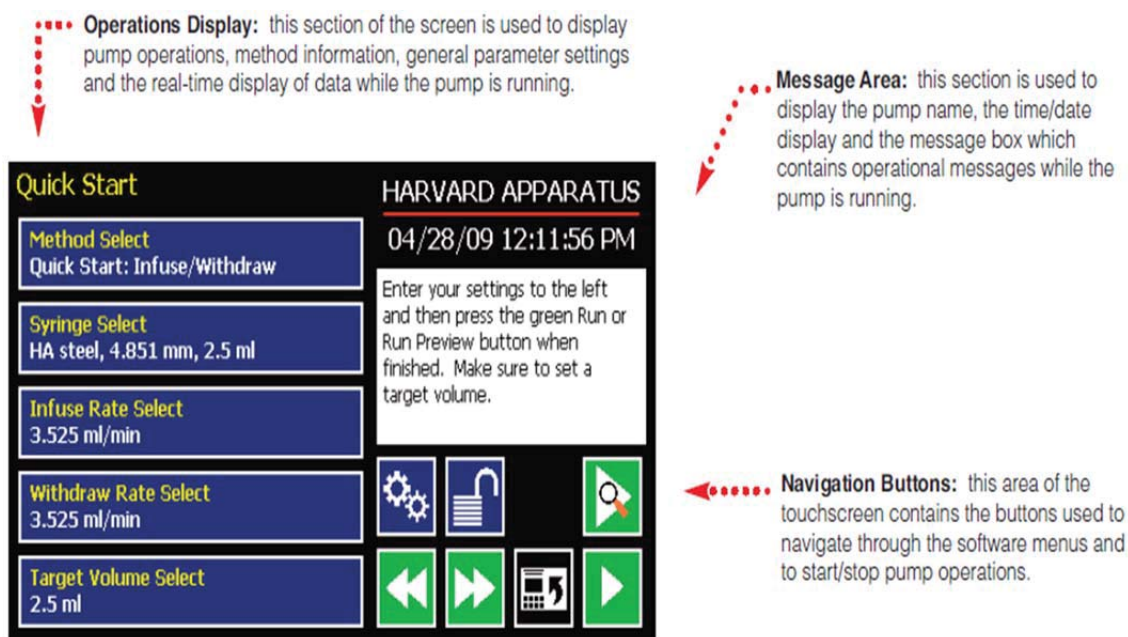 Operations Display: this section of the screen is used to display
pump operations, method information, general parameter settings
and the real-time display of data while the pump is running.
Message Area: this section is used to
display the pump name, the time/date
display and the message box which
contains operational messages while the
pump is running.
Quick Start
Method Select
Quick Start: Infuse/Withdraw
Syringe Select
HA steel, 4.851 mm, 2.5 ml
Infuse Rate Select
3.525 ml/min
Withdraw Rate Select
3.525 ml/min
Target Volume Select
2.5 ml
HARVARD APPARATUS
04/28/09 12:11:56 PM
Enter your settings to the left
and then press the green Run or
Run Preview button when
finished. Make sure to set a
target volume.
Navigation Buttons: this area of the
touchscreen contains the buttons used to
navigate through the software menus and
to start/stop pump operations.